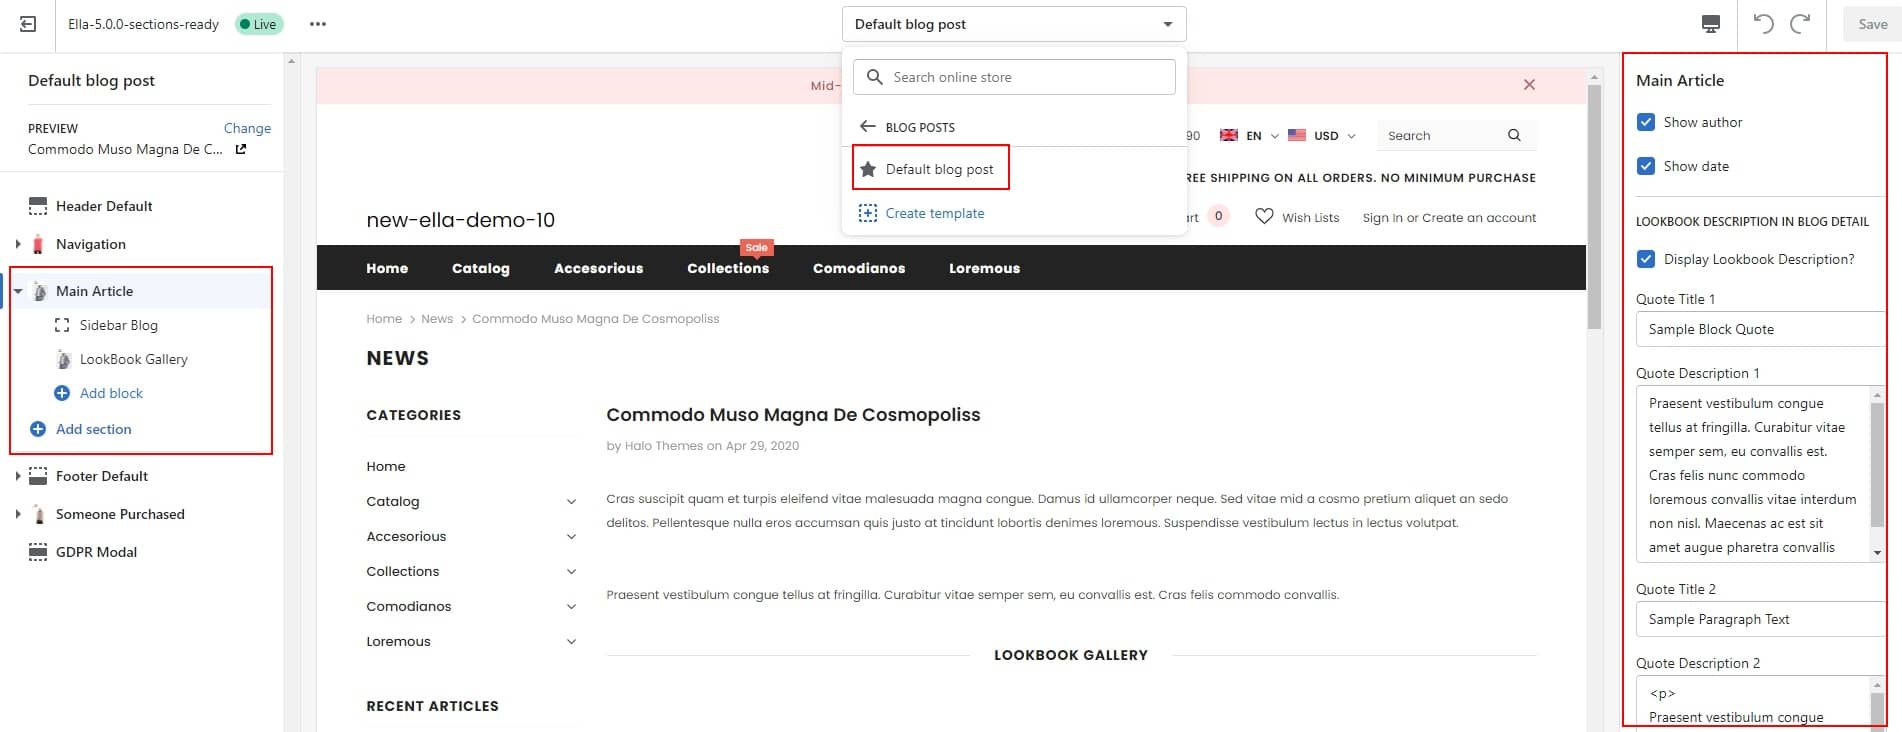 Ella-5.0.0-sections-ready
Live
Default blog post
Save
Default blog post
PREVIEW
Change
Commodo Muso Magna De C...
Header Default
Navigation
Main Article
Sidebar Blog
LookBook Gallery
Add block
Add section
Footer Default
Someone Purchased
GDPR Modal
Search online store
BLOG POSTS
Default blog post
Create template
Mid-
90
EN
USD
Search
REE SHIPPING ON ALL ORDERS. NO MINIMUM PURCHASE
new-ella-demo-10
rt
0
Wish Lists
Sign In or Create an account
Sale
Home
Catalog
Accesorious
Collections
Comodianos
Loremous
Home > News > Commodo Muso Magna De Cosmopoliss
NEWS
CATEGORIES
Home
Catalog
Accesorious
Collections
Comodianos
Loremous
RECENT ARTICLES
Commodo Muso Magna De Cosmopoliss
by Halo Themes on Apr 29, 2020
Cras suscipit quam et turpis eleifend vitae malesuada magna congue. Damus id ullamcorper neque. Sed vitae mid a cosmo pretium aliquet an sedo
delitos. Pellentesque nulla eros accumsan quis justo at tincidunt lobortis denimes loremous. Suspendisse vestibulum lectus in lectus volutpat.
Praesent vestibulum congue tellus at fringilla. Curabitur vitae semper sem, eu convallis est. Cras felis commodo convallis.
LOOKBOOK GALLERY
Main Article
Show author
Show date
LOOKBOOK DESCRIPTION IN BLOG DETAIL
Display Lookbook Description?
Quote Title 1
Sample Block Quote
Quote Description 1
Praesent vestibulum congue
tellus at fringilla. Curabitur vitae
semper sem, eu convallis est.
Cras felis nunc commodo
loremous convallis vitae interdum
non nisl. Maecenas ac est sit
amet augue pharetra convallis
Quote Title 2
Sample Paragraph Text
Quote Description 2
<p>
Praesent vestibulum congue